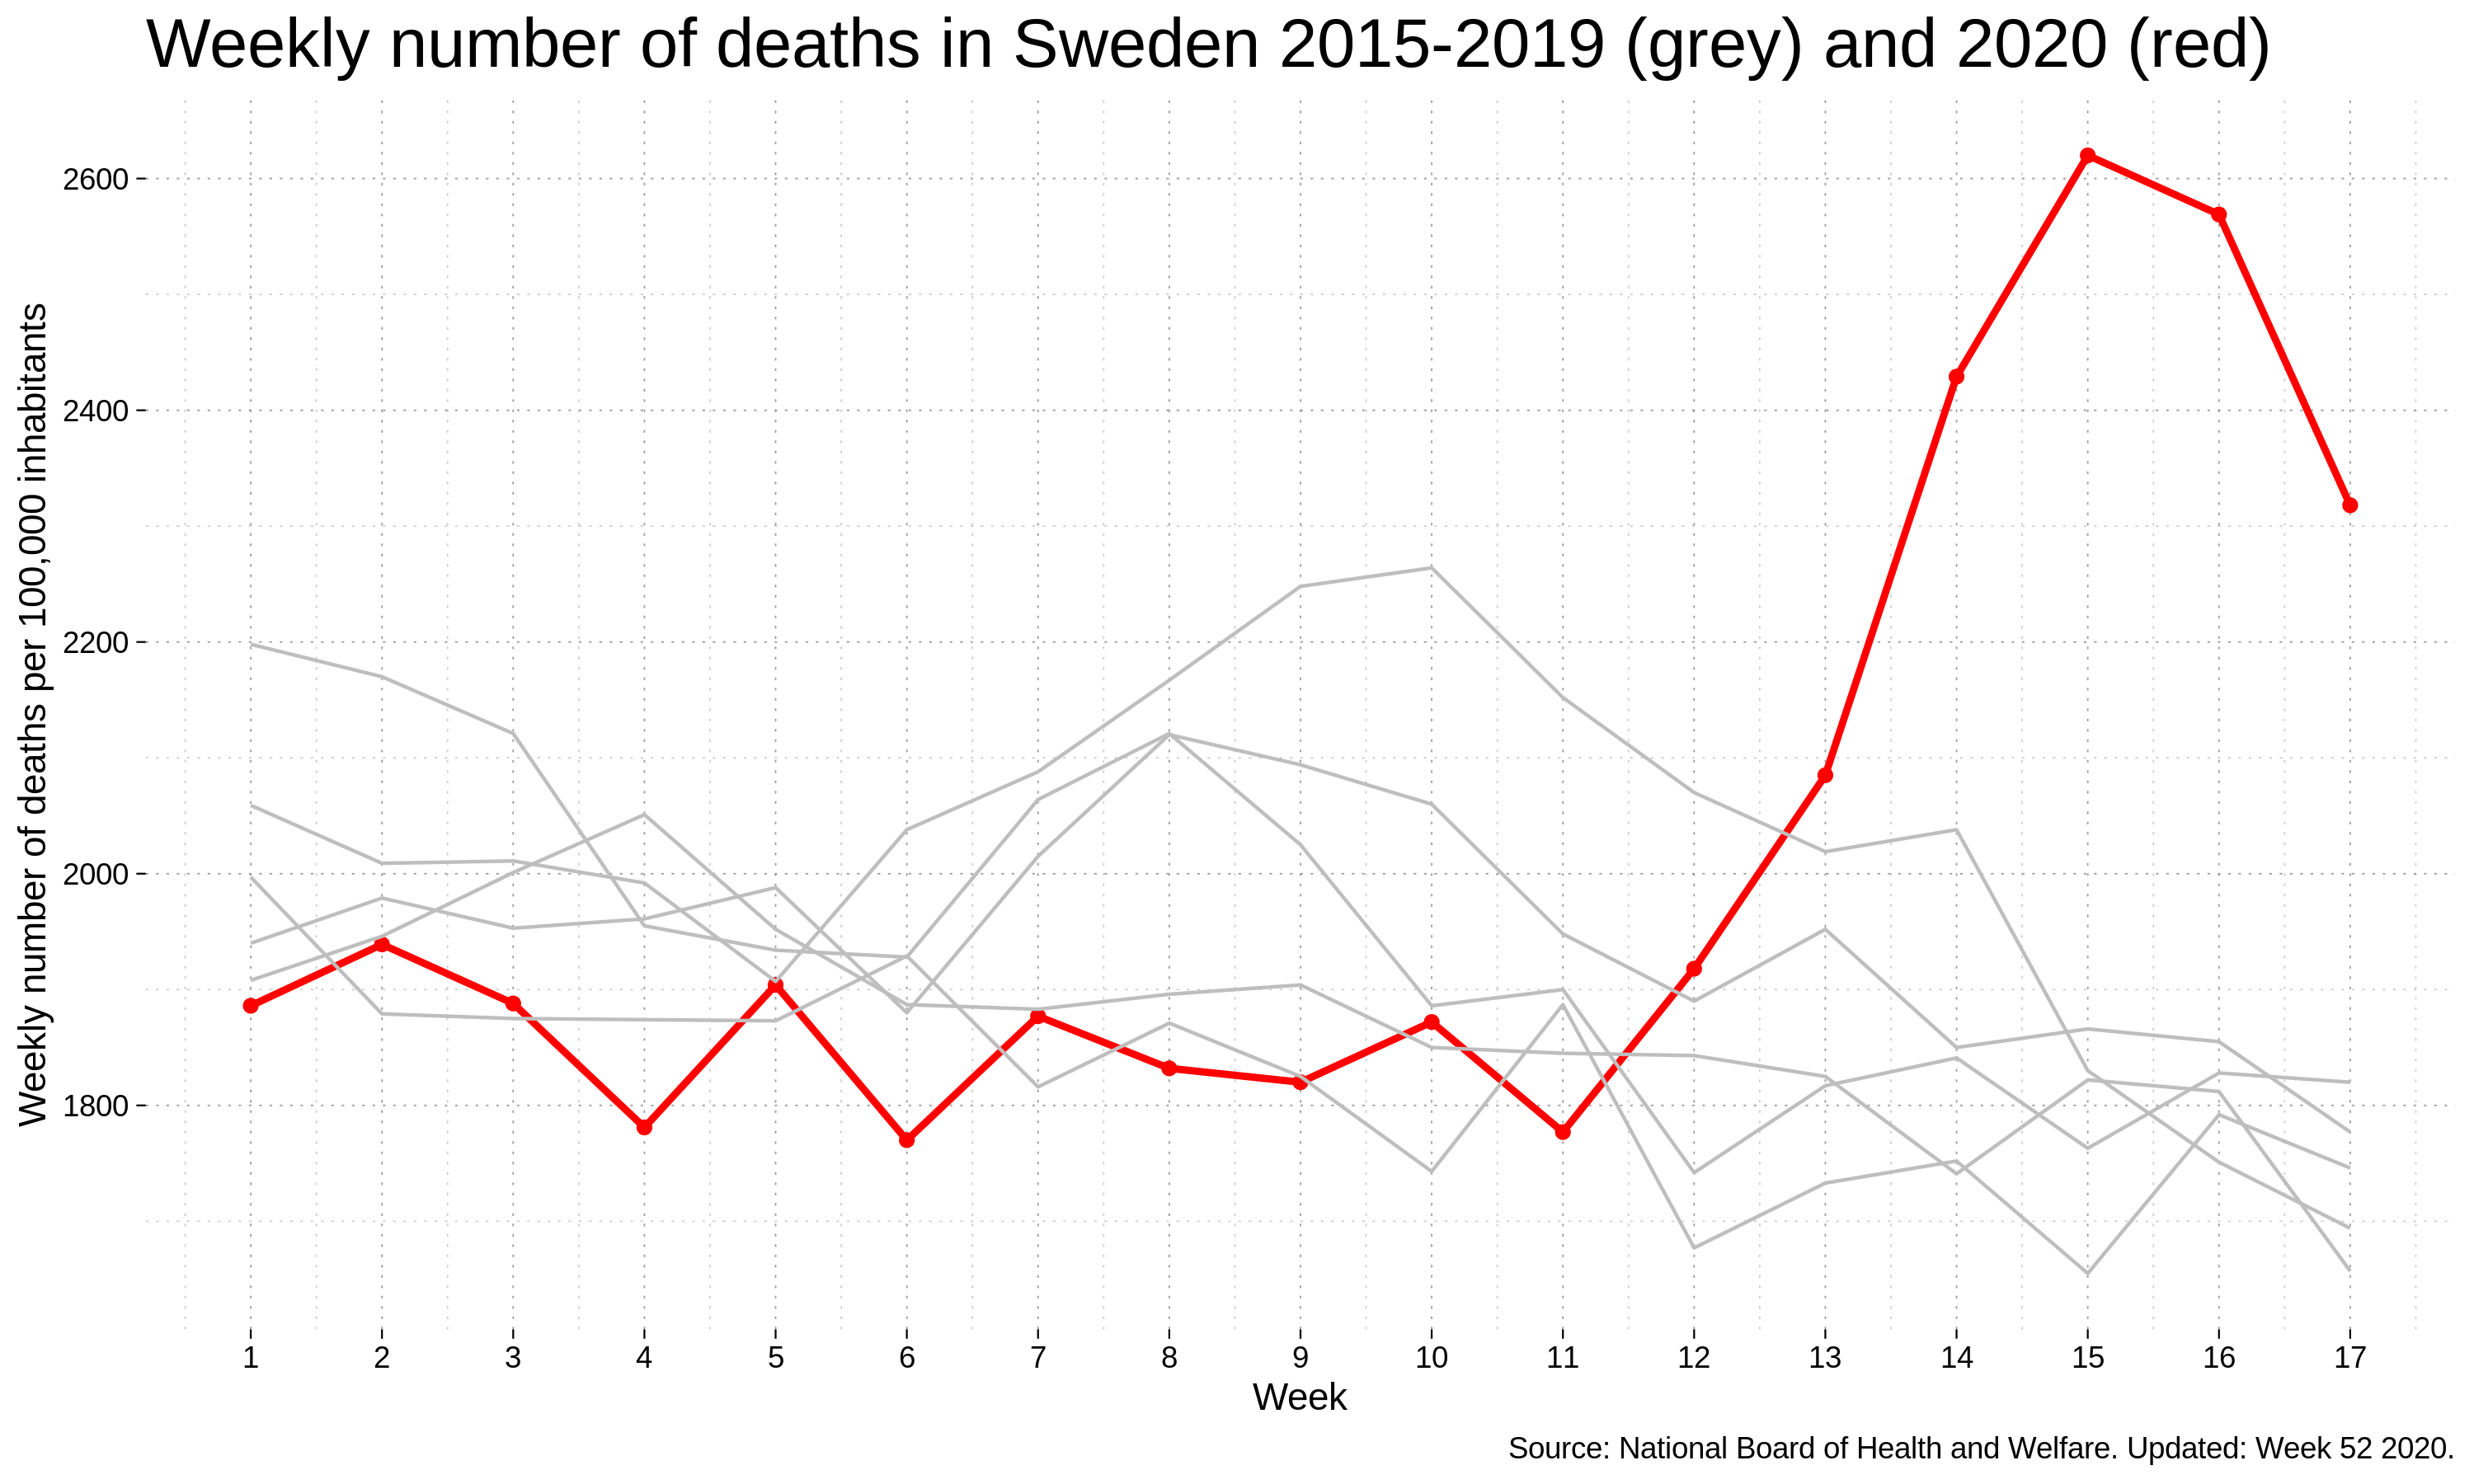 Weekly number of deaths in Sweden 2015-2019 (grey) and 2020 (red)
Weekly number of deaths per 100,000 inhabitants
2600
2400
2200
2000
1800
1 2 3 4 5 6 7 8 9 10 11 12 13 14 15 16 17
Week
Source: National Board of Health and Welfare. Updated: Week 52 2020.